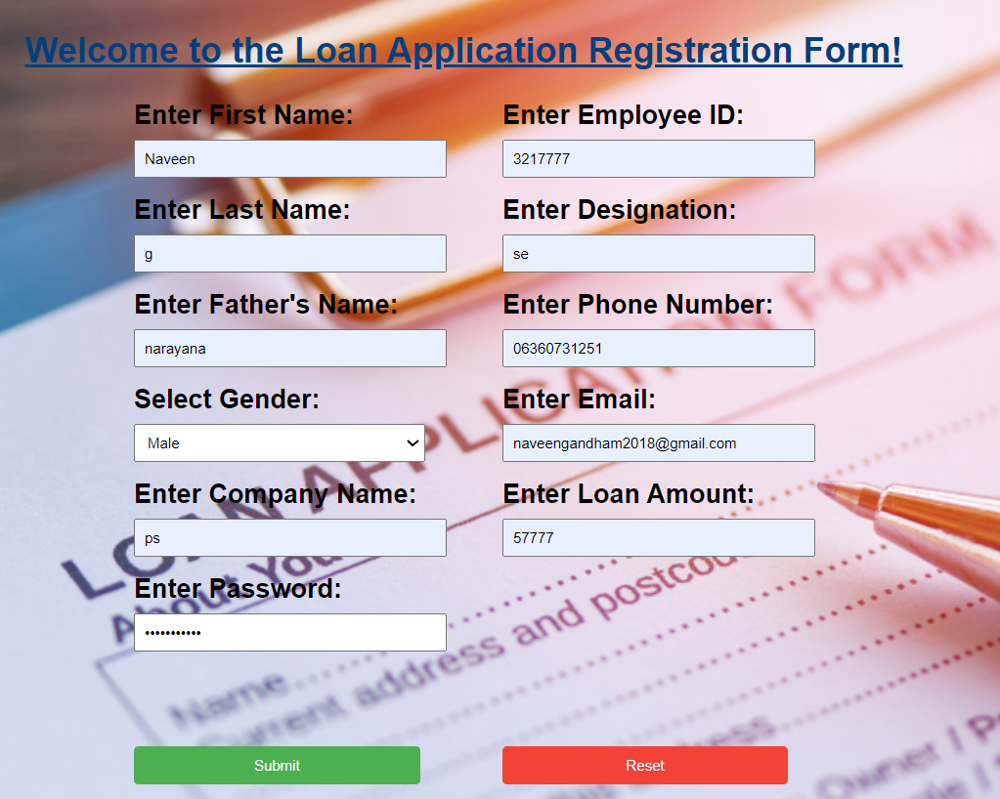 Welcome to the Loan Application Registration Form!
Enter First Name:
Naveen
Enter Employee ID:
3217777
Enter Last Name:
g
Enter Designation:
se
Enter Father's Name:
narayana
Enter Phone Number:
06360731251
Select Gender:
Male
Enter Email:
naveengandham2018@gmail.com
Enter Company Name:
ps
Enter Loan Amount:
57777
Enter Password:
•••••••••••
Submit
Reset
LOAN APPLICATION FORM
About You
Name
Current address and postcode